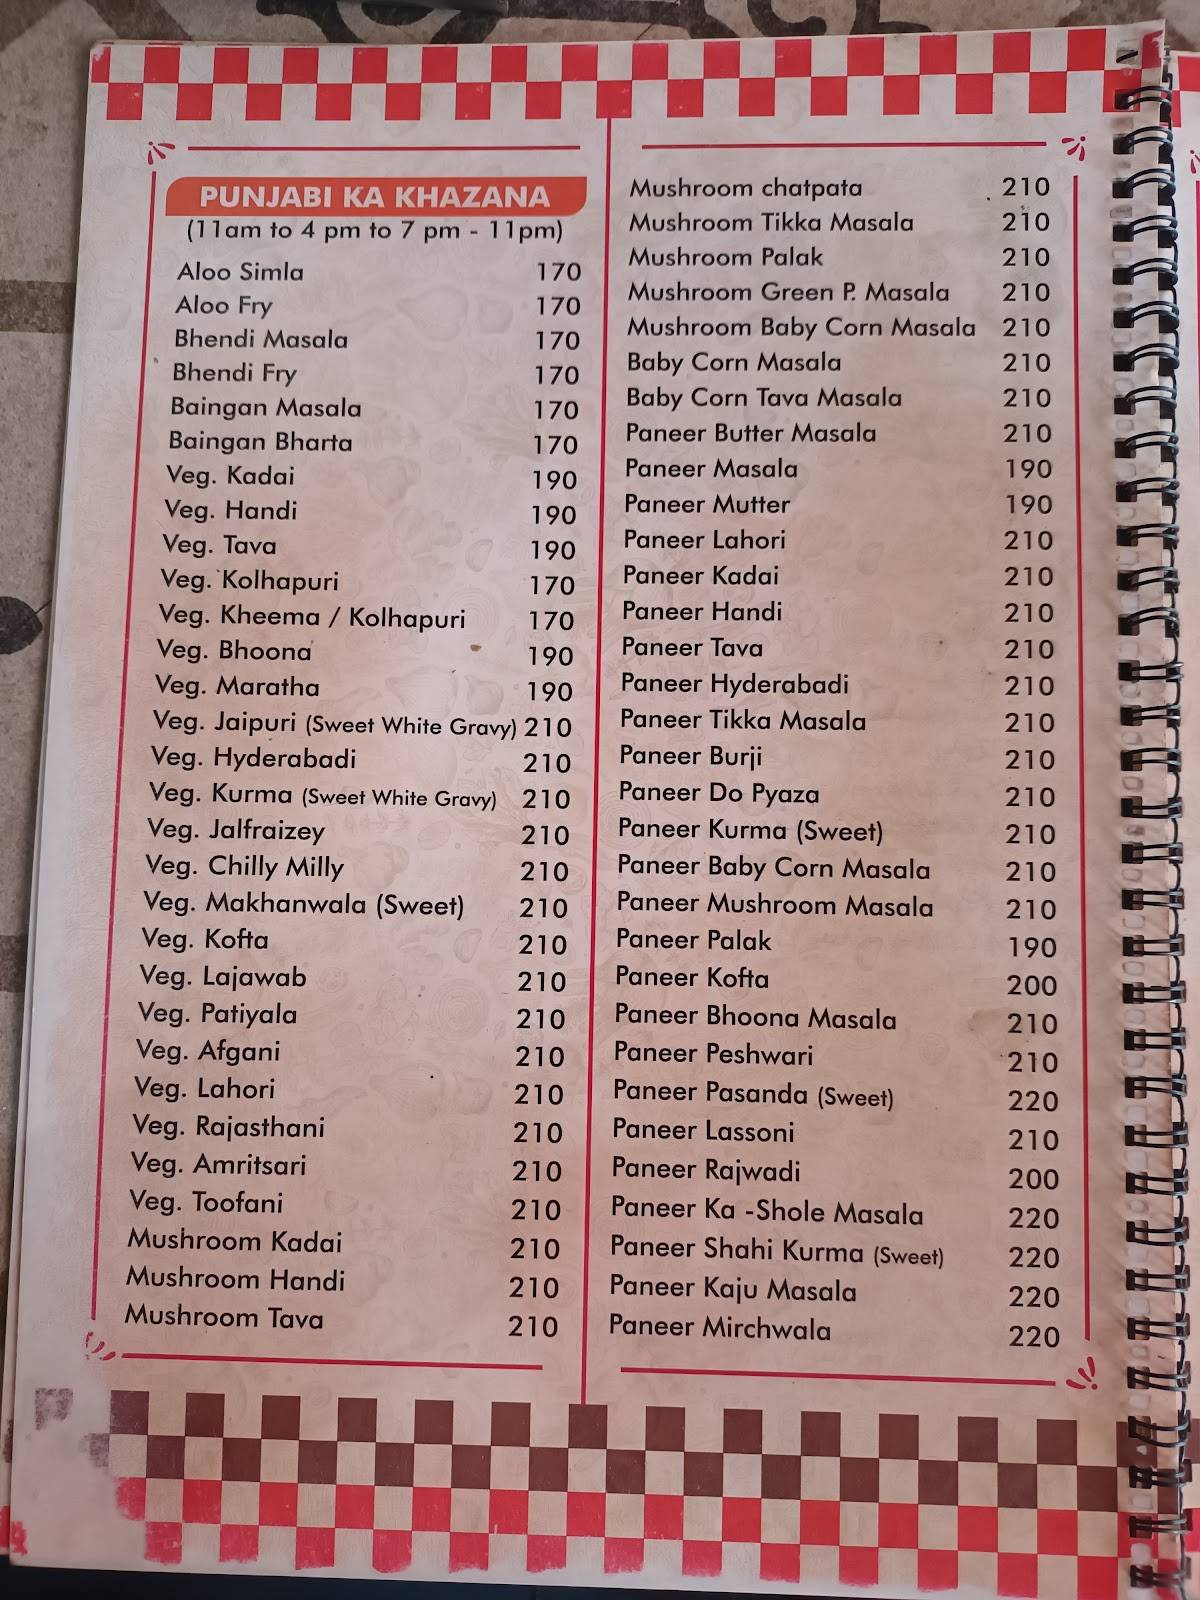 PUNJABI KA KHAZANA
(11am to 4 pm to 7 pm - 11pm)
Aloo Simla 170
Aloo Fry 170
Bhendi Masala 170
Bhendi Fry 170
Baingan Masala 170
Baingan Bharta 170
Veg. Kadai 190
Veg. Handi 190
Veg. Tava 190
Veg. Kolhapuri 170
Veg. Kheema / Kolhapuri 170
Veg. Bhoona 190
Veg. Maratha 190
Veg. Jaipuri (Sweet White Gravy) 210
Veg. Hyderabadi 210
Veg. Kurma (Sweet White Gravy) 210
Veg. Jalfraizey 210
Veg. Chilly Milly 210
Veg. Makhanwala (Sweet) 210
Veg. Kofta 210
Veg. Lajawab 210
Veg. Patiyala 210
Veg. Afgani 210
Veg. Lahori 210
Veg. Rajasthani 210
Veg. Amritsari 210
Veg. Toofani 210
Mushroom Kadai 210
Mushroom Handi 210
Mushroom Tava 210
Mushroom chatpata 210
Mushroom Tikka Masala 210
Mushroom Palak 210
Mushroom Green P. Masala 210
Mushroom Baby Corn Masala 210
Baby Corn Masala 210
Baby Corn Tava Masala 210
Paneer Butter Masala 210
Paneer Masala 190
Paneer Mutter 190
Paneer Lahori 210
Paneer Kadai 210
Paneer Handi 210
Paneer Tava 210
Paneer Hyderabadi 210
Paneer Tikka Masala 210
Paneer Burji 210
Paneer Do Pyaza 210
Paneer Kurma (Sweet) 210
Paneer Baby Corn Masala 210
Paneer Mushroom Masala 210
Paneer Palak 190
Paneer Kofta 200
Paneer Bhoona Masala 210
Paneer Peshwari 210
Paneer Pasanda (Sweet) 220
Paneer Lassoni 210
Paneer Rajwadi 200
Paneer Ka -Shole Masala 220
Paneer Shahi Kurma (Sweet) 220
Paneer Kaju Masala 220
Paneer Mirchwala 220